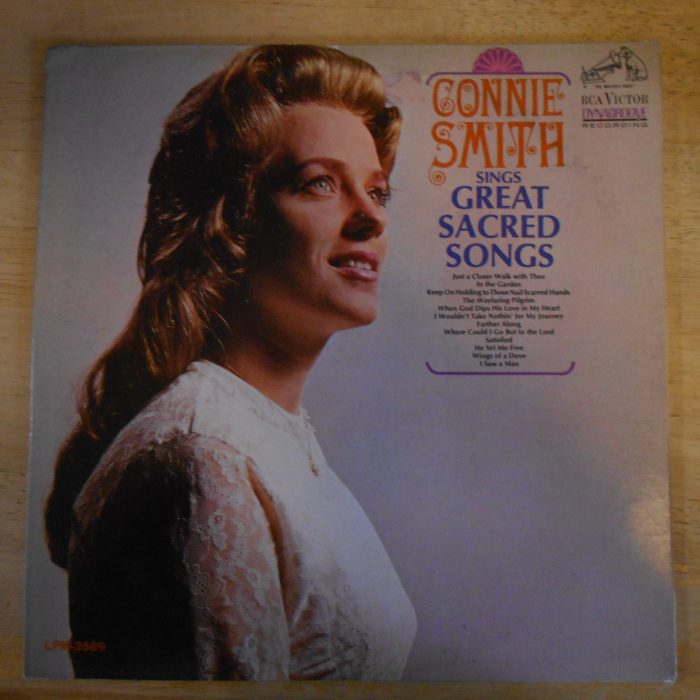 CONNIE
SMITH
SINGS
GREAT
SACRED
SONGS
"HIS MASTER'S VOICE"
RCA VICTOR
DYNAGROOVE
RECORDING
Just a Closer Walk with Thee
In the Garden
Keep On Holding to Those Nail Scarred Hands
The Wayfaring Pilgrim
When God Dips His Love in My Heart
I Wouldn't Take Nothin' for My Journey
Farther Along
Where Could I Go But to the Lord
Satisfied
He Set Me Free
Wings of a Dove
I Saw a Man
LPM-3589